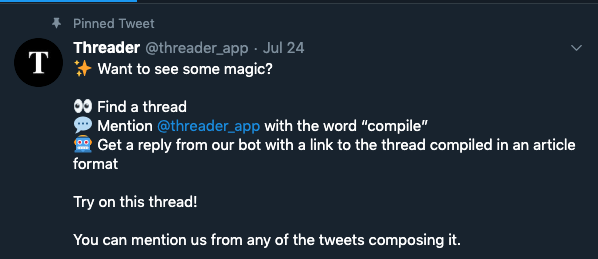 Pinned Tweet
Threader @threader_app · Jul 24
✨ Want to see some magic?
👀 Find a thread
💬 Mention @threader_app with the word “compile”
🤖 Get a reply from our bot with a link to the thread compiled in an article
format
Try on this thread!
You can mention us from any of the tweets composing it.
T